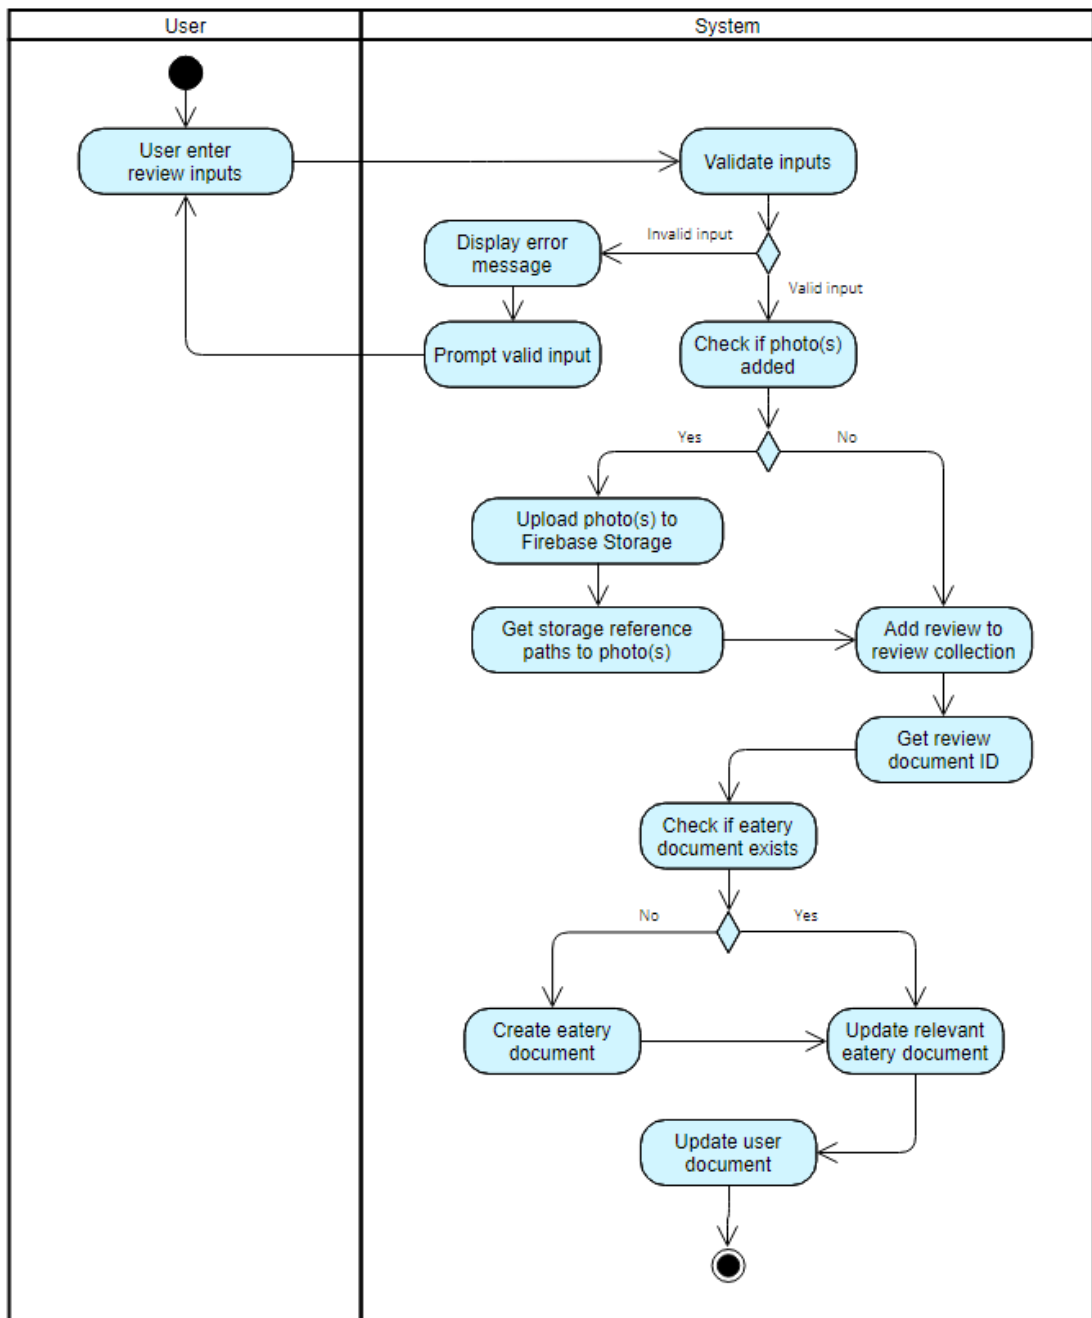 User
System
User enter
review inputs
Validate inputs
Invalid input
Display error
message
Valid input
Prompt valid input
Check if photo(s)
added
Yes
No
Upload photo(s) to
Firebase Storage
Get storage reference
paths to photo(s)
Add review to
review collection
Get review
document ID
Check if eatery
document exists
No
Yes
Create eatery
document
Update relevant
eatery document
Update user
document